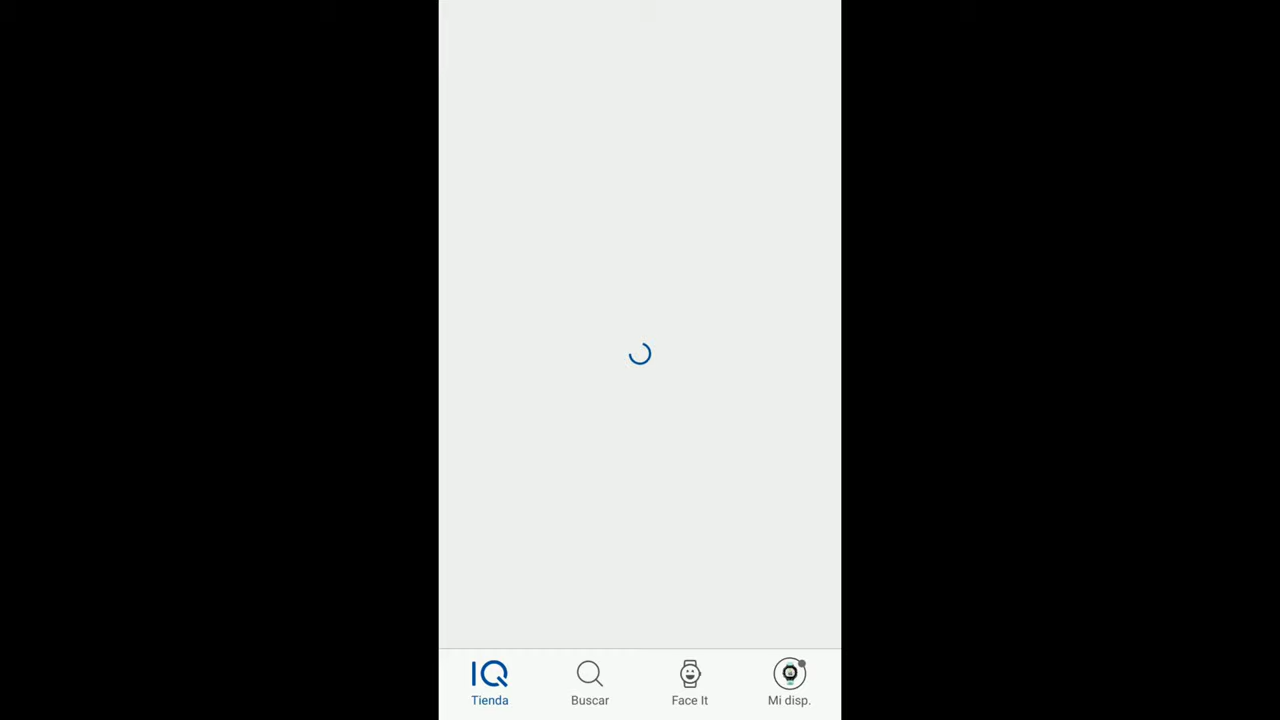 IQ
Tienda
Buscar
Face It
Mi disp.